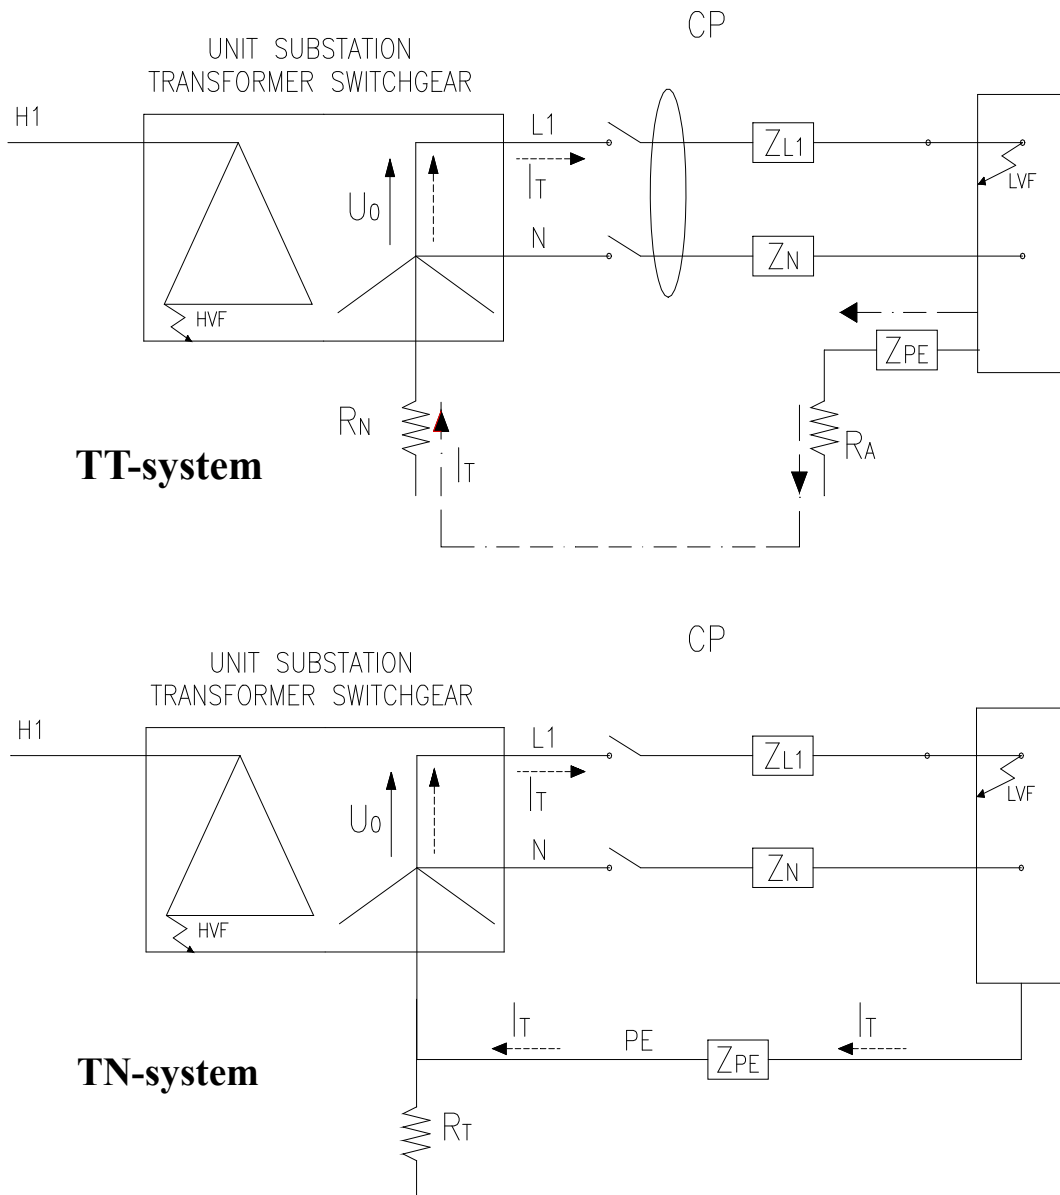 CP
UNIT SUBSTATION
TRANSFORMER SWITCHGEAR
H1
L1
ZL1
IT
LVF
U0
N
ZN
HVF
ZPE
RN
IT
RA
TT-system
CP
UNIT SUBSTATION
TRANSFORMER SWITCHGEAR
H1
L1
ZL1
IT
LVF
U0
N
ZN
HVF
IT
PE
ZPE
IT
TN-system
RT